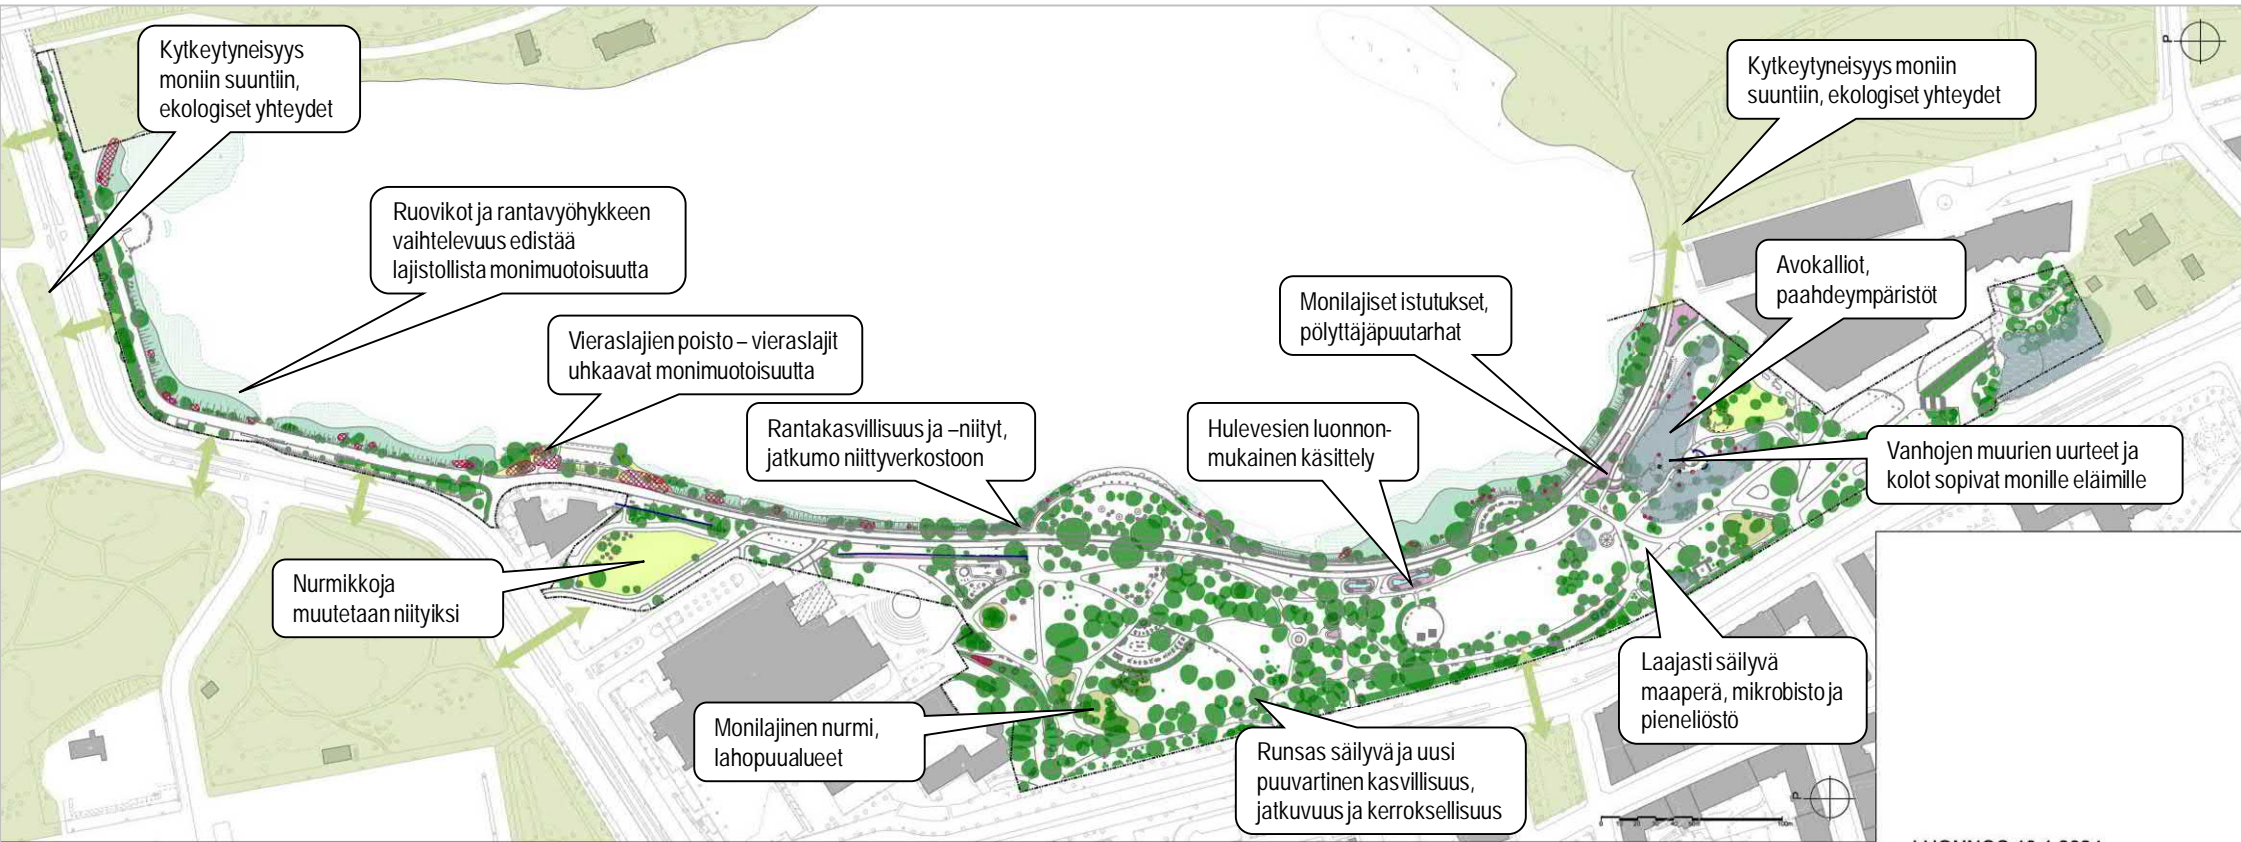 Kytkeytyneisyys
moniin suuntiin,
ekologiset yhteydet
Kytkeytyneisyys moniin
suuntiin, ekologiset yhteydet
P
Ruovikot ja rantavyöhykkeen
vaihtelevuus edistää
lajistollista monimuotoisuutta
Avokalliot,
paahdeympäristöt
Monilajiset istutukset,
pölyttäjäpuutarhat
Vieraslajien poisto – vieraslajit
uhkaavat monimuotoisuutta
Rantakasvillisuus ja –niityt,
jatkumo niittyverkostoon
Hulevesien luonnon-
mukainen käsittely
Vanhojen muurien uurteet ja
kolot sopivat monille eläimille
Nurmikkoja
muutetaan niityiksi
Laajasti säilyvä
maaperä, mikrobisto ja
pieneliöstö
Monilajinen nurmi,
lahopuualueet
Runsas säilyvä ja uusi
puuvartinen kasvillisuus,
jatkuvuus ja kerroksellisuus
P